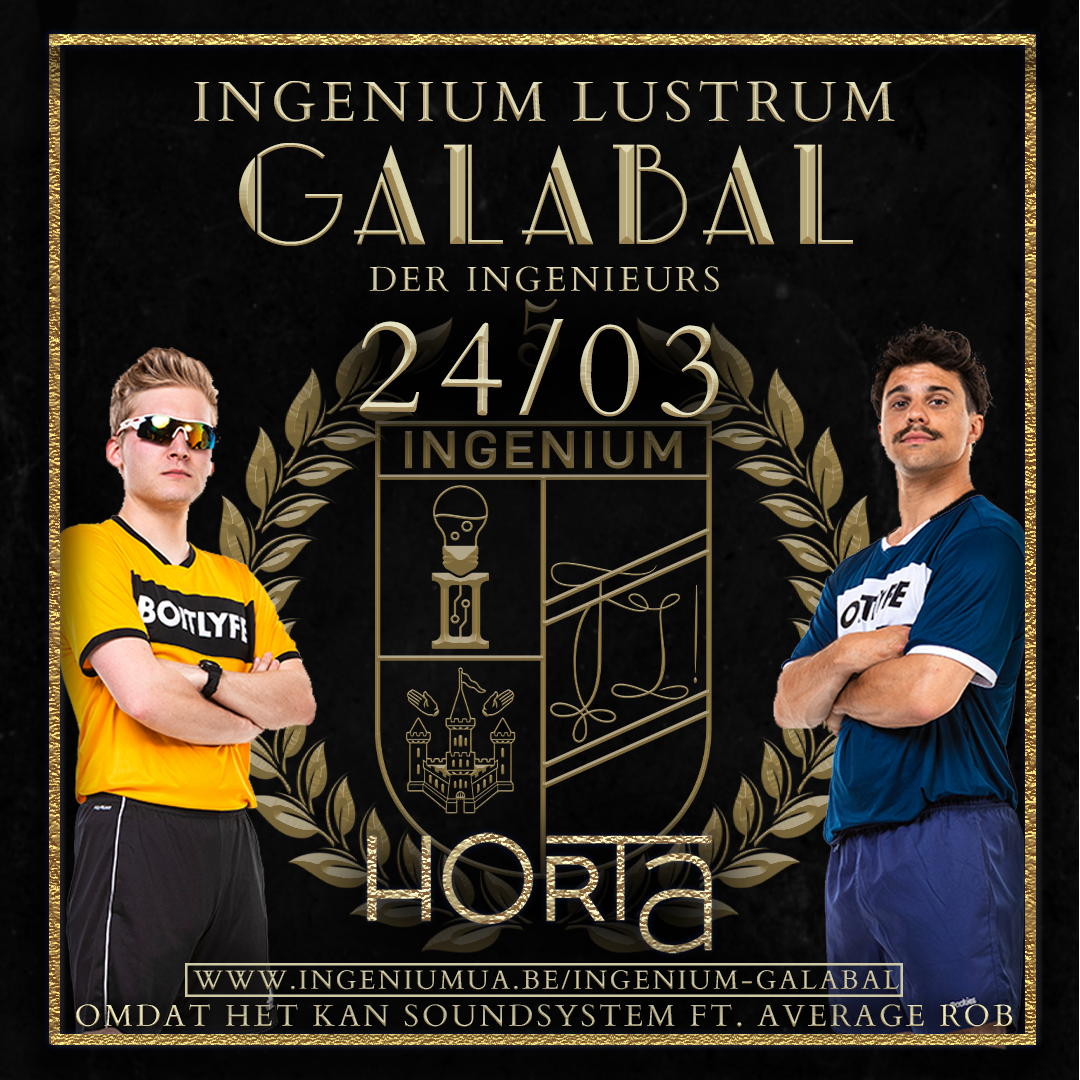 INGENIUM LUSTRUM
GALABAL
DER INGENIEURS
24/03
INGENIUM
BOITLYFE
HORTA
WWW.INGENIUMUA.BE/INGENIUM-GALABAL
OMDAT HET KAN SOUNDSYSTEM FT. AVERAGE ROB